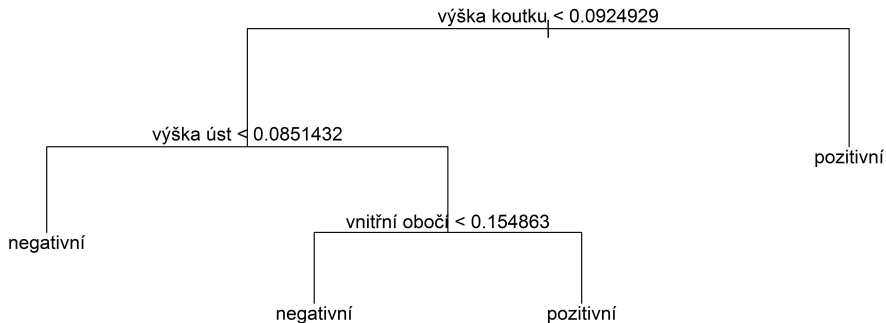 výška koutku < 0.0924929
výška úst < 0.0851432
pozitivní
vnitřní obočí < 0.154863
negativní
negativní
pozitivní